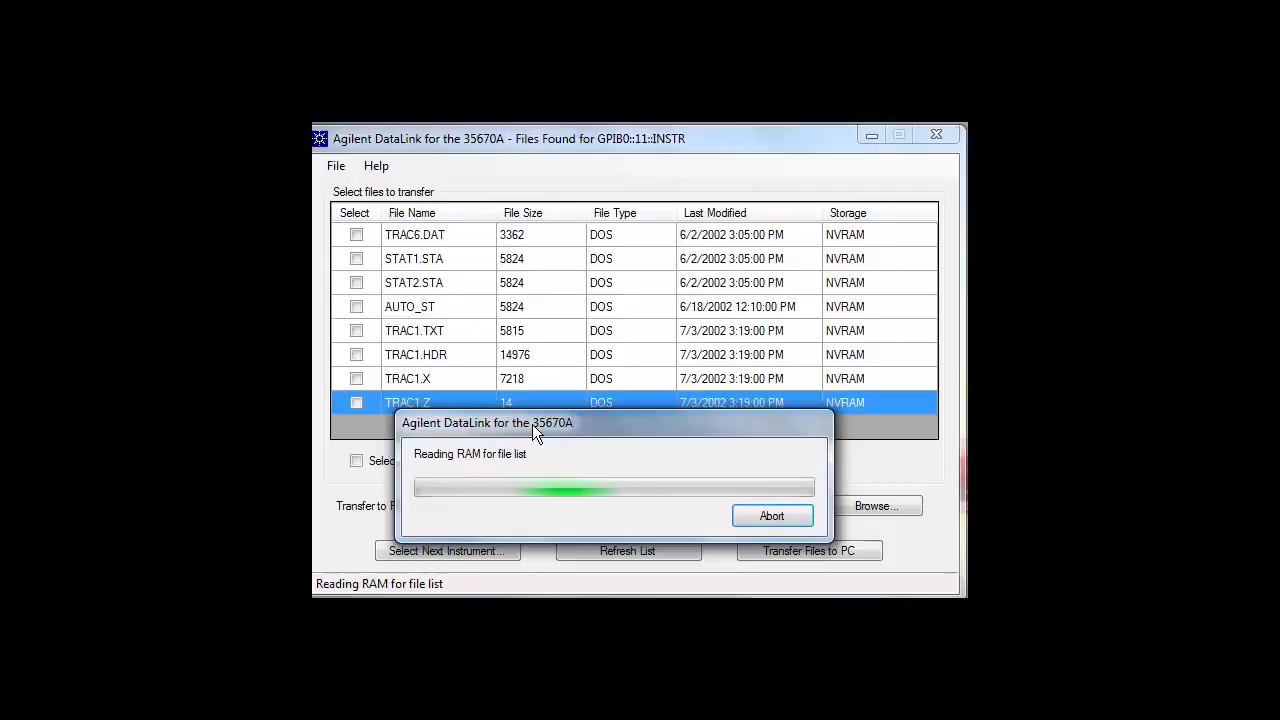 Agilent DataLink for the 35670A - Files Found for GPIB0::11::INSTR
File Help
Select files to transfer
Select File Name File Size File Type Last Modified Storage
TRAC6.DAT 3362 DOS 6/2/2002 3:05:00 PM NVRAM
STAT1.STA 5824 DOS 6/2/2002 3:05:00 PM NVRAM
STAT2.STA 5824 DOS 6/2/2002 3:05:00 PM NVRAM
AUTO_ST 5824 DOS 6/18/2002 12:10:00 PM NVRAM
TRAC1.TXT 5815 DOS 7/3/2002 3:19:00 PM NVRAM
TRAC1.HDR 14976 DOS 7/3/2002 3:19:00 PM NVRAM
TRAC1.X 7218 DOS 7/3/2002 3:19:00 PM NVRAM
TRAC1.Z 14 DOS 7/3/2002 3:19:00 PM NVRAM
Agilent DataLink for the 35670A
Reading RAM for file list
Abort
Selec
Transfer to P
Browse...
Select Next Instrument... Refresh List Transfer Files to PC
Reading RAM for file list